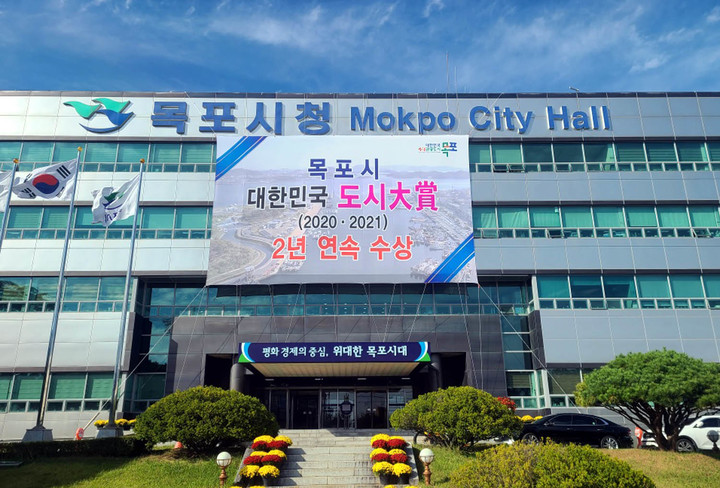 목포시청 Mokpo City Hall
목포
목포시
대한민국 도시大賞
(2020·2021)
2년 연속 수상
평화 경제의 중심, 위대한 목포시대